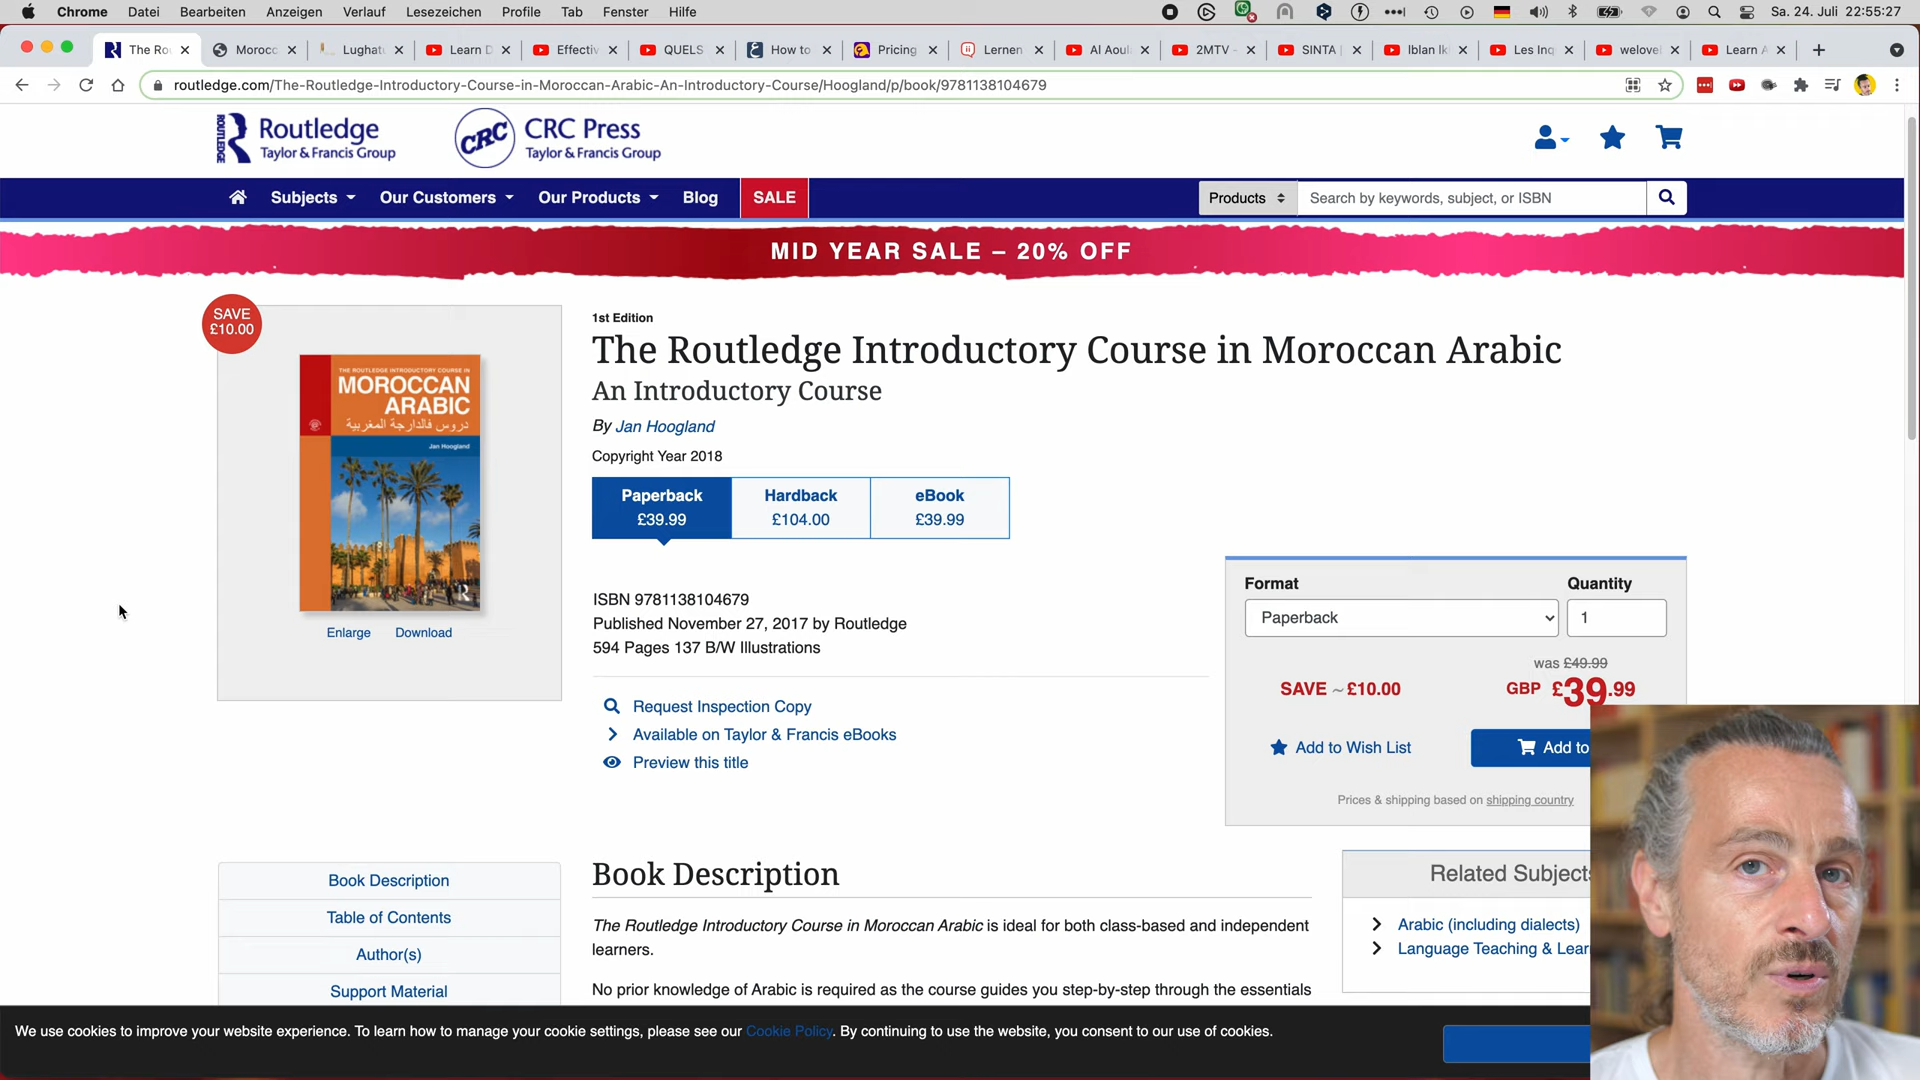 Chrome Datei Bearbeiten Anzeigen Verlauf Lesezeichen Profile Tab Fenster Hilfe Sa. 24. Juli 22:55:27
The Ro Morocc Lughat Learn D Effectiv QUELS How to Pricing Lernen Al Aoula 2MTV - SINTA | Iblan Ik Les Inq welove Learn A
routledge.com/The-Routledge-Introductory-Course-in-Moroccan-Arabic-An-Introductory-Course/Hoogland/p/book/9781138104679
ROUTLEDGE
Routledge
Taylor & Francis Group
CRC
CRC Press
Taylor & Francis Group
Subjects Our Customers Our Products Blog SALE Products Search by keywords, subject, or ISBN
MID YEAR SALE – 20% OFF
SAVE
£10.00
THE ROUTLEDGE INTRODUCTORY COURSE IN
MOROCCAN
ARABIC
دروس فالدارجة المغربية
Jan Hoogland
Enlarge Download
1st Edition
The Routledge Introductory Course in Moroccan Arabic
An Introductory Course
By Jan Hoogland
Copyright Year 2018
Paperback
£39.99
Hardback
£104.00
eBook
£39.99
ISBN 9781138104679
Published November 27, 2017 by Routledge
594 Pages 137 B/W Illustrations
Request Inspection Copy
Available on Taylor & Francis eBooks
Preview this title
Format Quantity
Paperback 1
was £49.99
SAVE ~ £10.00 GBP £39.99
Add to Wish List Add to
Prices & shipping based on shipping country
Book Description
Table of Contents
Author(s)
Support Material
Book Description
The Routledge Introductory Course in Moroccan Arabic is ideal for both class-based and independent
learners.
No prior knowledge of Arabic is required as the course guides you step-by-step through the essentials
Related Subjects
Arabic (including dialects)
Language Teaching & Lear
We use cookies to improve your website experience. To learn how to manage your cookie settings, please see our Cookie Policy. By continuing to use the website, you consent to our use of cookies.